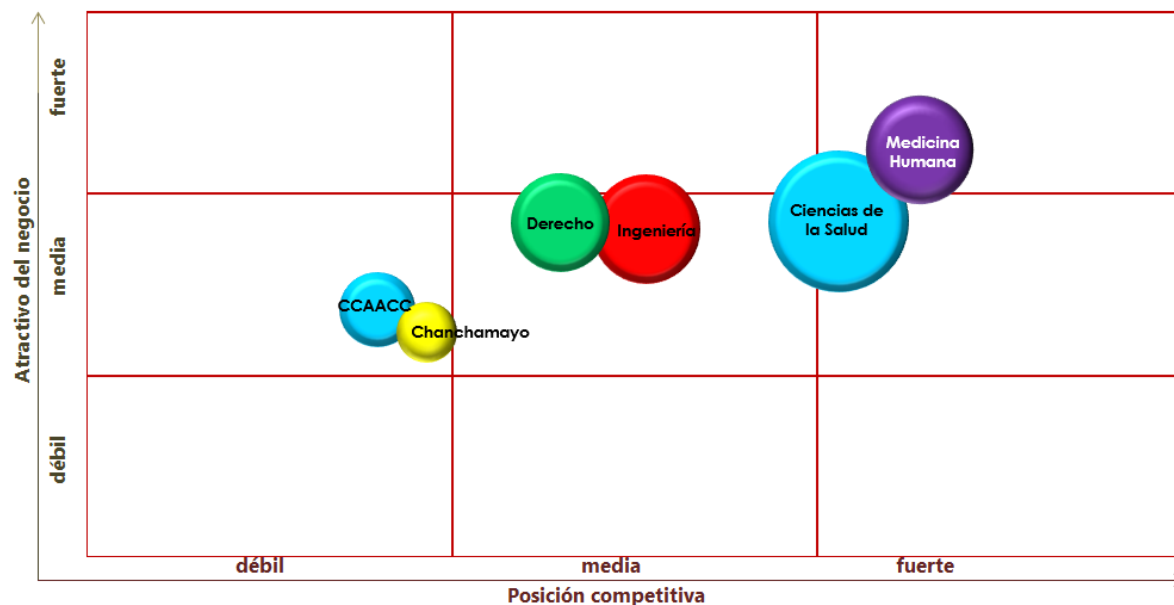 Atractivo del negocio
fuerte
media
débil
Medicina
Humana
Ciencias de
la Salud
Derecho
Ingeniería
CCAACC
Chanchamayo
débil
media
fuerte
Posición competitiva